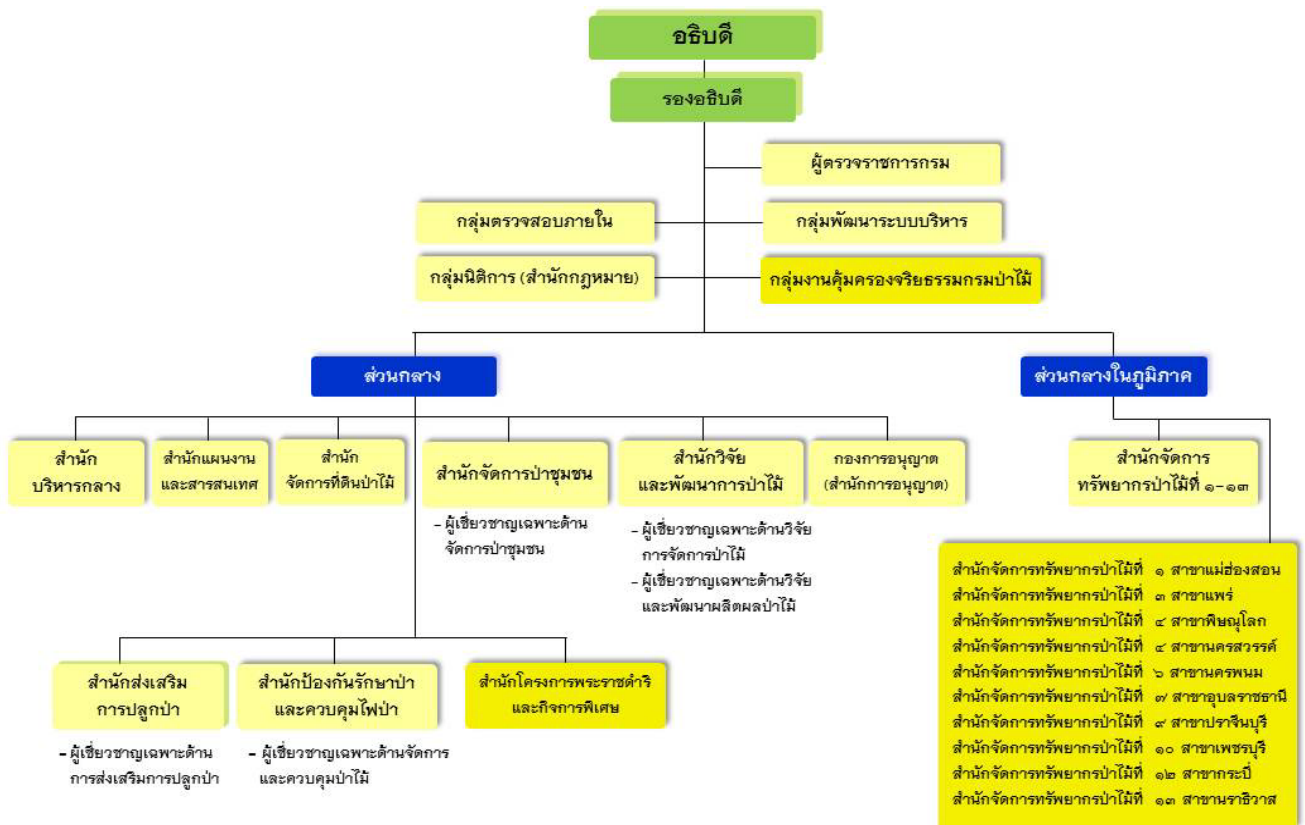 อธิบดี
รองอธิบดี
ผู้ตรวจราชการกรม
กลุ่มตรวจสอบภายใน
กลุ่มพัฒนาระบบบริหาร
กลุ่มนิติการ (สำนักกฎหมาย)
กลุ่มงานคุ้มครองจริยธรรมกรมป่าไม้
ส่วนกลาง
ส่วนกลางในภูมิภาค
สำนัก
บริหารกลาง
สำนักแผนงาน
และสารสนเทศ
สำนัก
จัดการที่ดินป่าไม้
สำนักจัดการป่าชุมชน
- ผู้เชี่ยวชาญเฉพาะด้าน
จัดการป่าชุมชน
สำนักวิจัย
และพัฒนาการป่าไม้
- ผู้เชี่ยวชาญเฉพาะด้านวิจัย
การจัดการป่าไม้
- ผู้เชี่ยวชาญเฉพาะด้านวิจัย
และพัฒนาผลิตผลป่าไม้
กองการอนุญาต
(สำนักการอนุญาต)
สำนักจัดการ
ทรัพยากรป่าไม้ที่ ๑-๑๓
สำนักจัดการทรัพยากรป่าไม้ที่ ๑ สาขาแม่ฮ่องสอน
สำนักจัดการทรัพยากรป่าไม้ที่ ๓ สาขาแพร่
สำนักจัดการทรัพยากรป่าไม้ที่ ๔ สาขาพิษณุโลก
สำนักจัดการทรัพยากรป่าไม้ที่ ๔ สาขานครสวรรค์
สำนักจัดการทรัพยากรป่าไม้ที่ ๖ สาขานครพนม
สำนักจัดการทรัพยากรป่าไม้ที่ ๗ สาขาอุบลราชธานี
สำนักจัดการทรัพยากรป่าไม้ที่ ๙ สาขาปราจีนบุรี
สำนักจัดการทรัพยากรป่าไม้ที่ ๑๐ สาขาเพชรบุรี
สำนักจัดการทรัพยากรป่าไม้ที่ ๑๒ สาขากระบี่
สำนักจัดการทรัพยากรป่าไม้ที่ ๑๓ สาขานราธิวาส
สำนักส่งเสริม
การปลูกป่า
- ผู้เชี่ยวชาญเฉพาะด้าน
การส่งเสริมการปลูกป่า
สำนักป้องกันรักษาป่า
และควบคุมไฟป่า
- ผู้เชี่ยวชาญเฉพาะด้านจัดการ
และควบคุมป่าไม้
สำนักโครงการพระราชดำริ
และกิจการพิเศษ